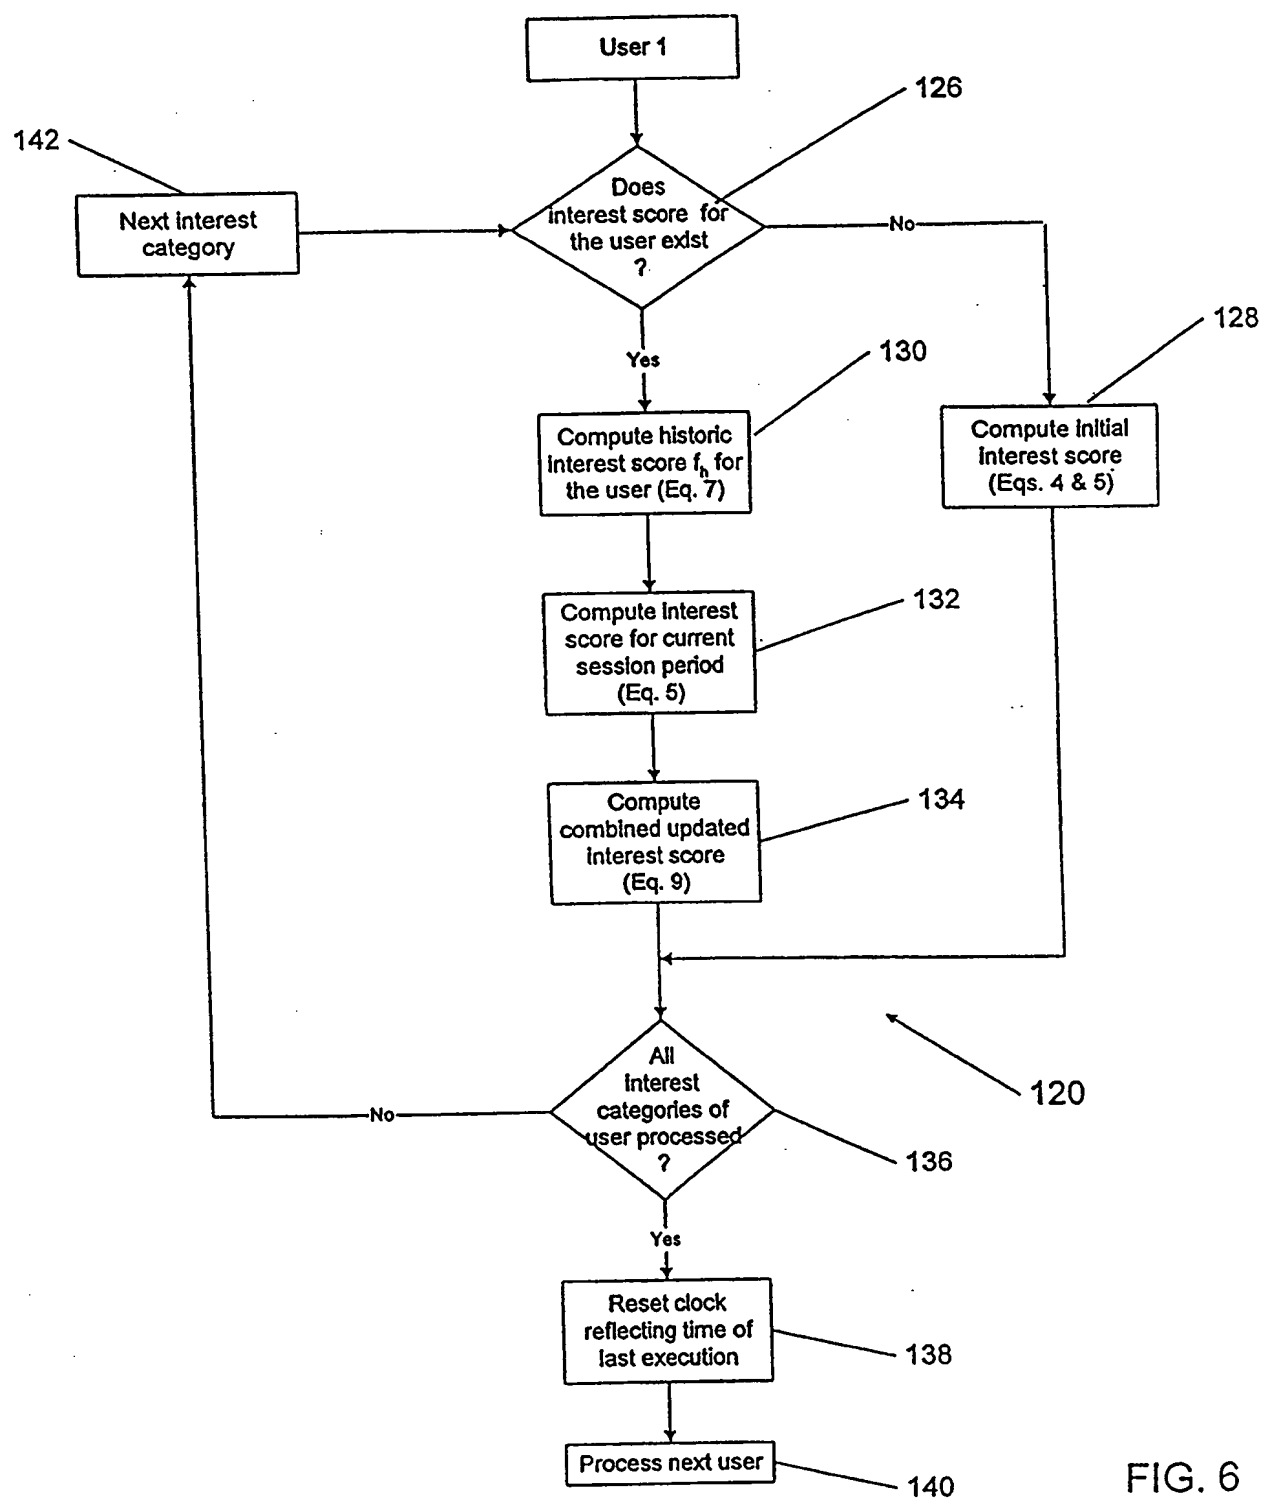 User 1
126
142
Does
interest score for
the user exist
?
Next interest
category
No
128
Yes
130
Compute historic
interest score fh for
the user (Eq. 7)
Compute initial
interest score
(Eqs. 4 & 5)
132
Compute interest
score for current
session period
(Eq. 5)
134
Compute
combined updated
interest score
(Eq. 9)
All
interest
categories of
user processed
?
120
No
136
Yes
Reset clock
reflecting time of
last execution
138
Process next user
140
FIG. 6